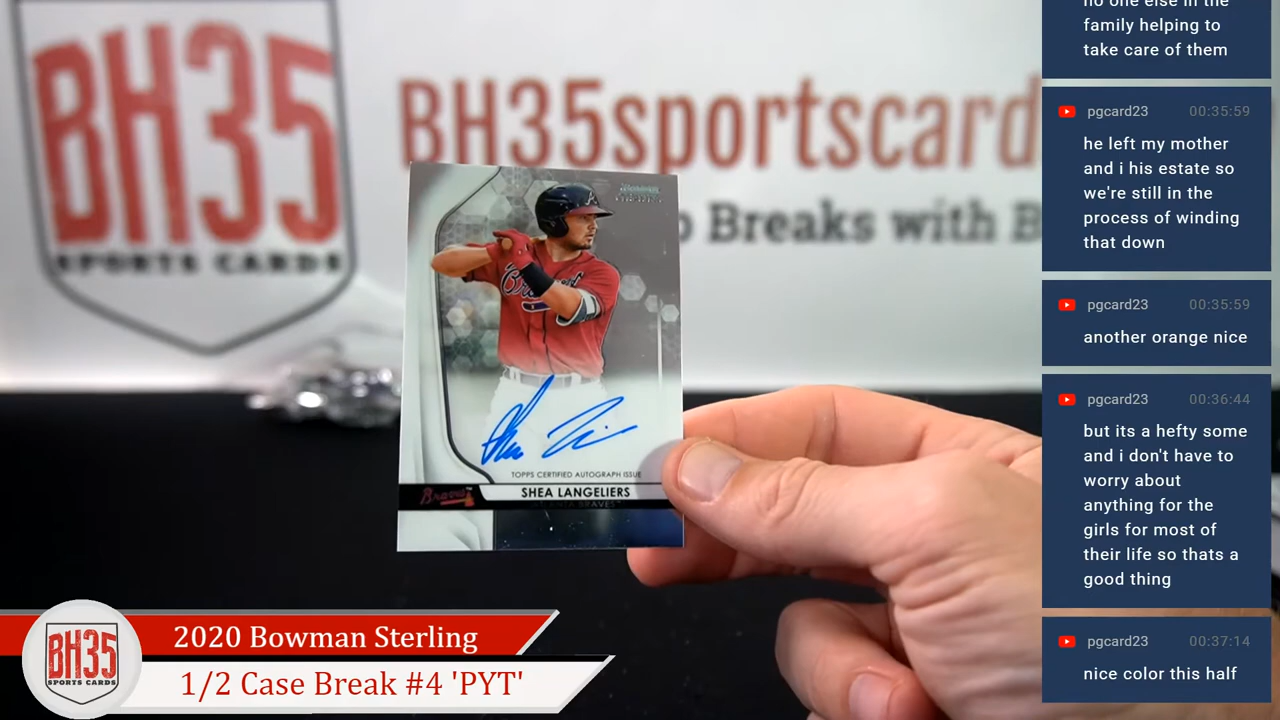 BH35
SPORTS CARDS
BH35sportscard
Breaks with B
Braves
TOPPS CERTIFIED AUTOGRAPH ISSUE
SHEA LANGELIERS
ATLANTA BRAVES™
BH35
SPORTS CARDS
2020 Bowman Sterling
1/2 Case Break #4 'PYT'
no one else in the
family helping to
take care of them
pgcard23 00:35:59
he left my mother
and i his estate so
we're still in the
process of winding
that down
pgcard23 00:35:59
another orange nice
pgcard23 00:36:44
but its a hefty some
and i don't have to
worry about
anything for the
girls for most of
their life so thats a
good thing
pgcard23 00:37:14
nice color this half